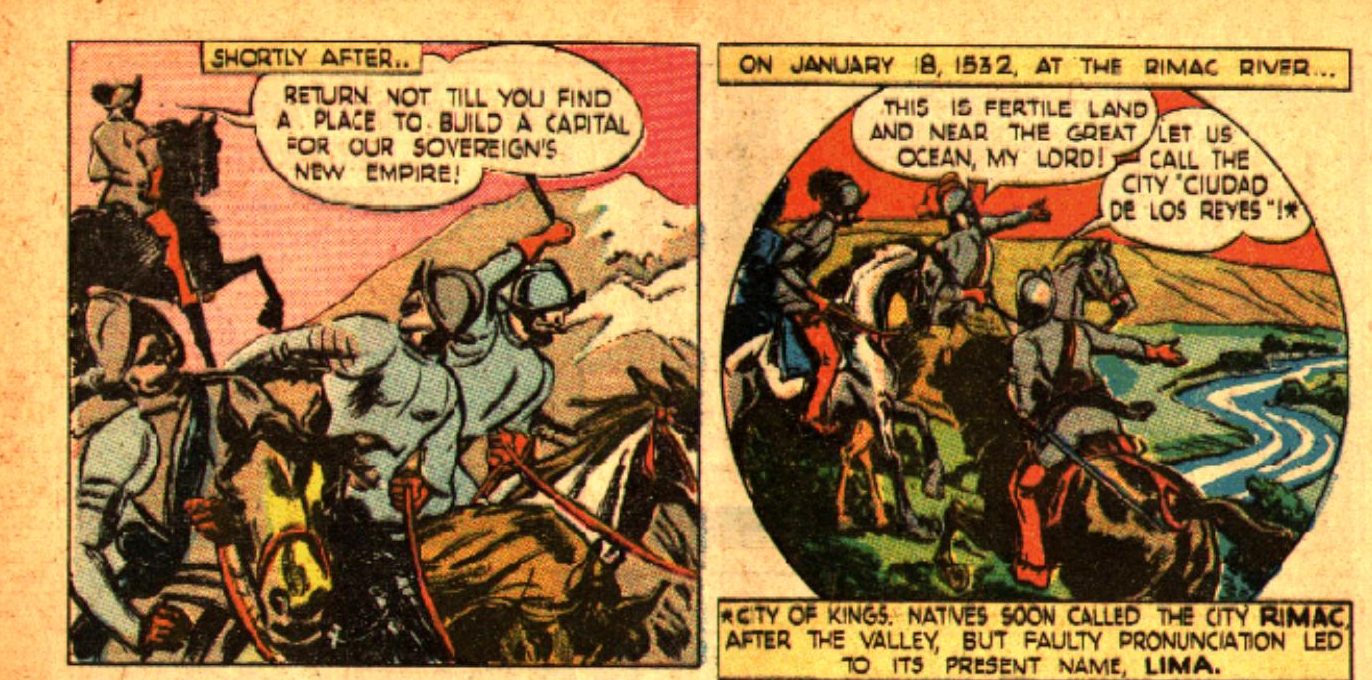 SHORTLY AFTER..
RETURN NOT TILL YOU FIND
A PLACE TO BUILD A CAPITAL
FOR OUR SOVEREIGN'S
NEW EMPIRE!
ON JANUARY 18, 1532, AT THE RIMAC RIVER...
THIS IS FERTILE LAND
AND NEAR THE GREAT
OCEAN, MY LORD!
LET US
CALL THE
CITY "CIUDAD
DE LOS REYES"!*
*CITY OF KINGS. NATIVES SOON CALLED THE CITY RIMAC,
AFTER THE VALLEY, BUT FAULTY PRONUNCIATION LED
TO ITS PRESENT NAME, LIMA.